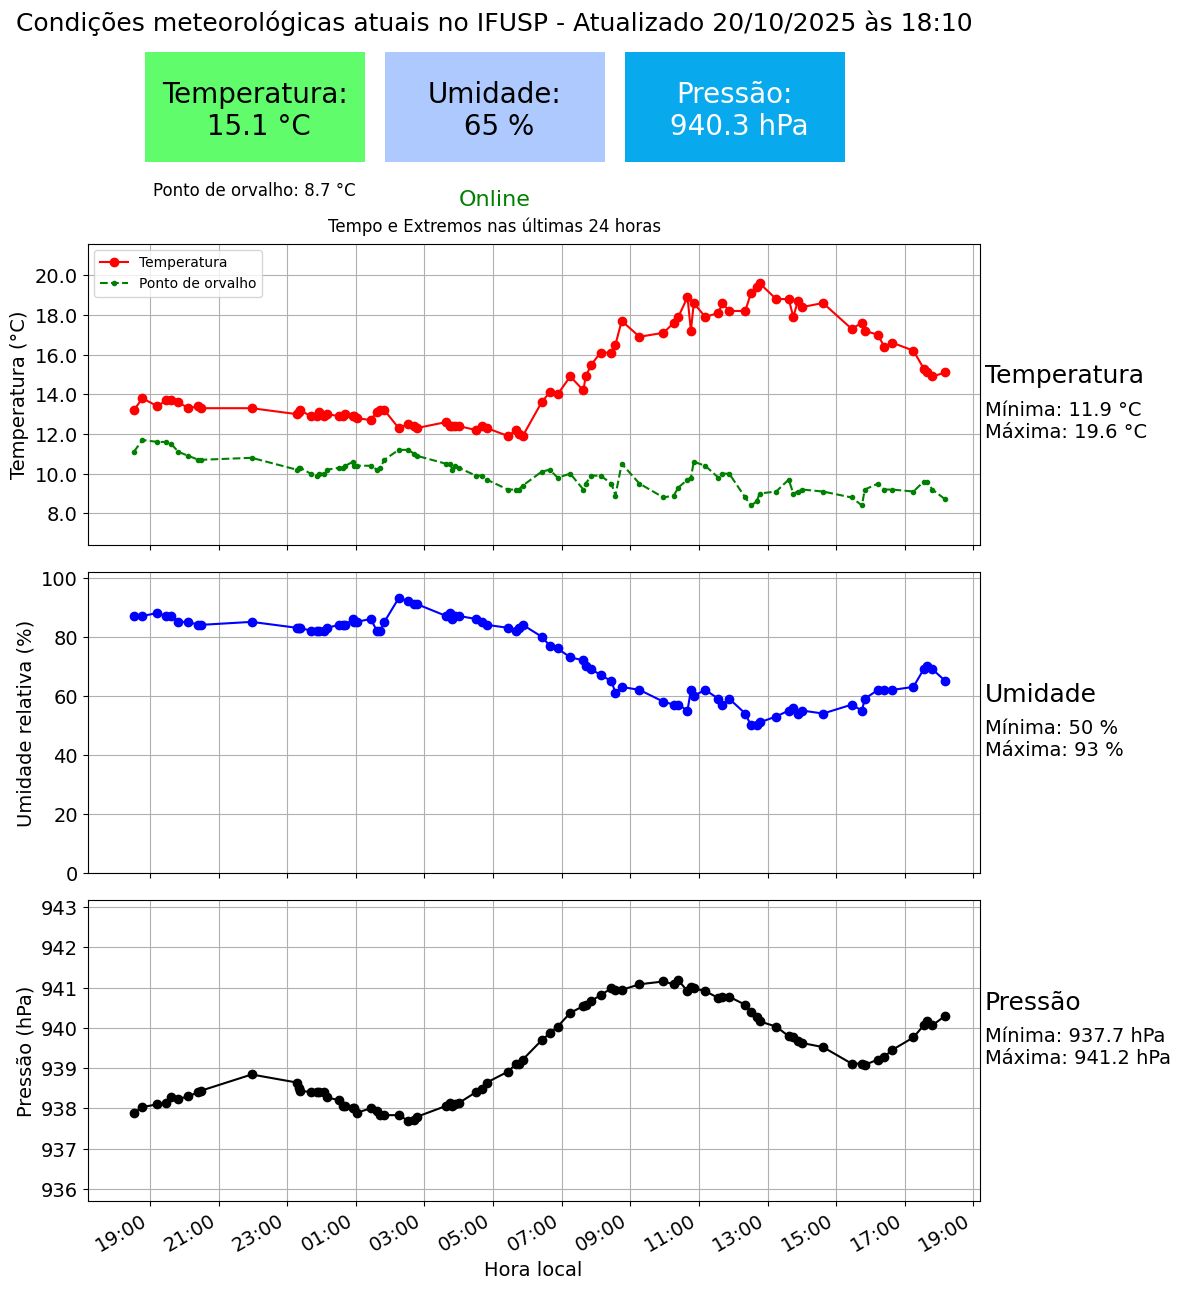 Condições meteorológicas atuais no IFUSP - Atualizado 20/10/2025 às 18:10
Temperatura:
15.1 °C
Umidade:
65 %
Pressão:
940.3 hPa
Ponto de orvalho: 8.7 °C
Online
Tempo e Extremos nas últimas 24 horas
Temperatura
Ponto de orvalho
Temperatura (°C)
20.0
18.0
16.0
14.0
12.0
10.0
8.0
Temperatura
Mínima: 11.9 °C
Máxima: 19.6 °C
Umidade relativa (%)
100
80
60
40
20
0
Umidade
Mínima: 50 %
Máxima: 93 %
Pressão (hPa)
943
942
941
940
939
938
937
936
Pressão
Mínima: 937.7 hPa
Máxima: 941.2 hPa
19:00 21:00 23:00 01:00 03:00 05:00 07:00 09:00 11:00 13:00 15:00 17:00 19:00
Hora local